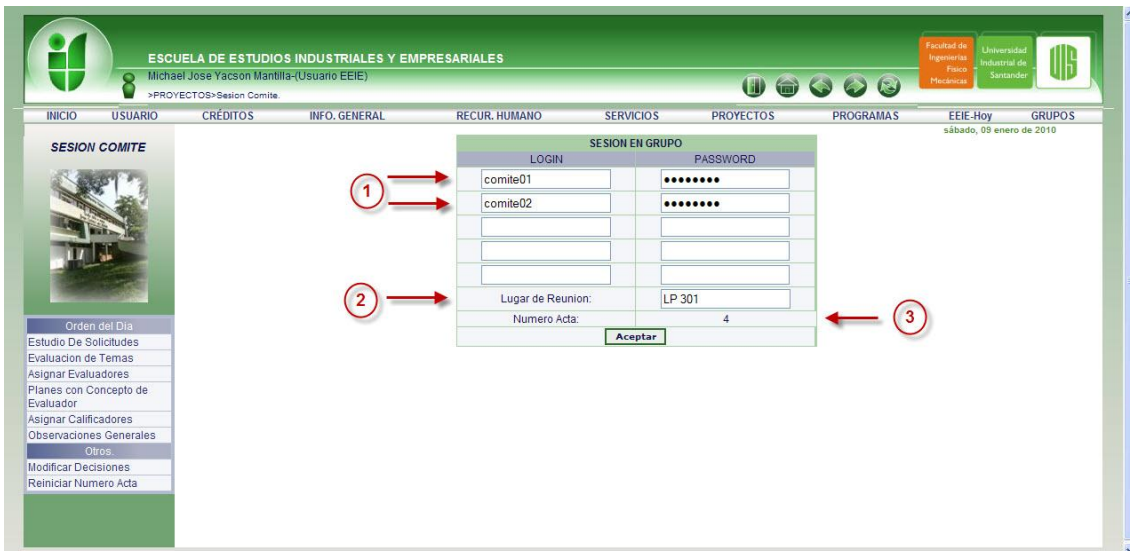 ESCUELA DE ESTUDIOS INDUSTRIALES Y EMPRESARIALES
Michael Jose Yacson Mantilla-(Usuario EEIE)
>PROYECTOS>Sesion Comite.
Facultad de
Ingenierías
Físico
Mecánicas
Universidad
Industrial de
Santander
UIS
INICIO USUARIO CRÉDITOS INFO. GENERAL RECUR. HUMANO SERVICIOS PROYECTOS PROGRAMAS EEIE-Hoy GRUPOS
sábado, 09 enero de 2010
SESION COMITE
SESION EN GRUPO
LOGIN PASSWORD
1
comite01 ●●●●●●●●
comite02 ●●●●●●●●
2
Lugar de Reunion: LP 301
Numero Acta: 4
3
Aceptar
Orden del Dia
Estudio De Solicitudes
Evaluacion de Temas
Asignar Evaluadores
Planes con Concepto de
Evaluador
Asignar Calificadores
Observaciones Generales
Otros.
Modificar Decisiones
Reiniciar Numero Acta